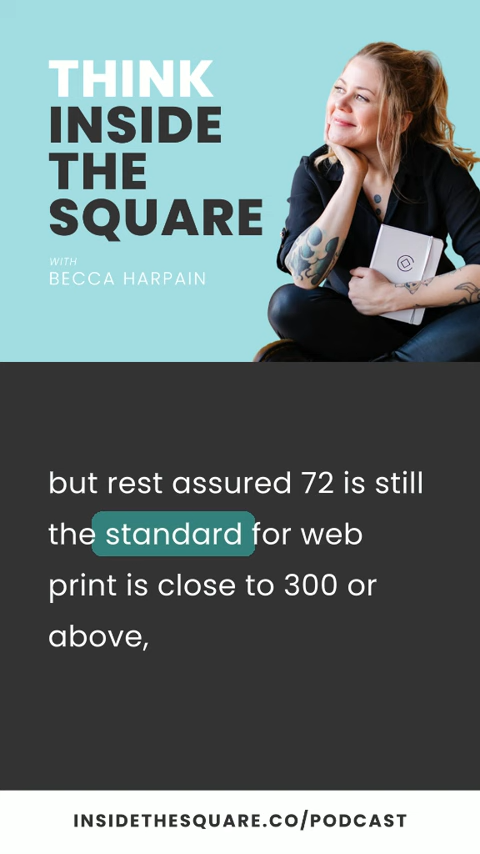 THINK
INSIDE
THE
SQUARE
WITH
BECCA HARPAIN
but rest assured 72 is still
the standard for web
print is close to 300 or
above,
INSIDETHESQUARE.CO/PODCAST